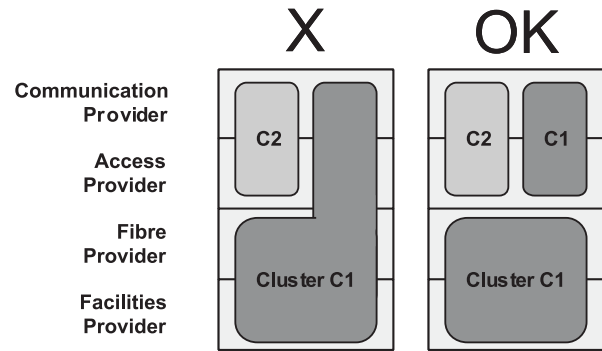 X OK
Communication
Provider
C2
C2 C1
Access
Provider
Fibre
Provider
Cluster C1
Cluster C1
Facilities
Provider